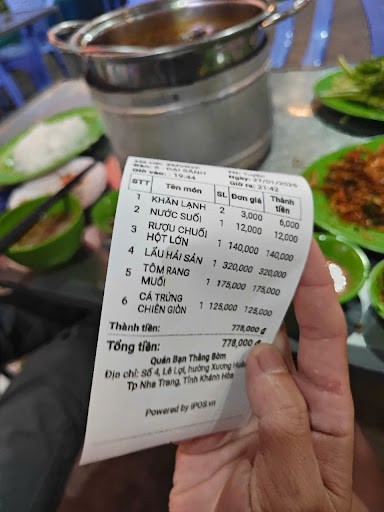 Ngày: 27/01/2025
Giờ vào: 19:44 Giờ ra: 21:42
STT Tên món SL Đơn giá Thành tiền
1 KHĂN LẠNH 2 3,000 6,000
2 NƯỚC SUỐI 1 12,000 12,000
3 RƯỢU CHUỐI
HỘT LỚN 1 140,000 140,000
4 LẨU HẢI SẢN 1 320,000 320,000
5 TÔM RANG
MUỐI 1 175,000 175,000
6 CÁ TRỨNG
CHIÊN GIÒN 1 125,000 125,000
Thành tiền: 778,000 ₫
Tổng tiền: 778,000 ₫
Quán Bạn Thằng Bờm
Địa chỉ: Số 4, Lê Lợi, hường Xương Huân
Tp Nha Trang, Tỉnh Khánh Hòa
Powered by iPOS.vn